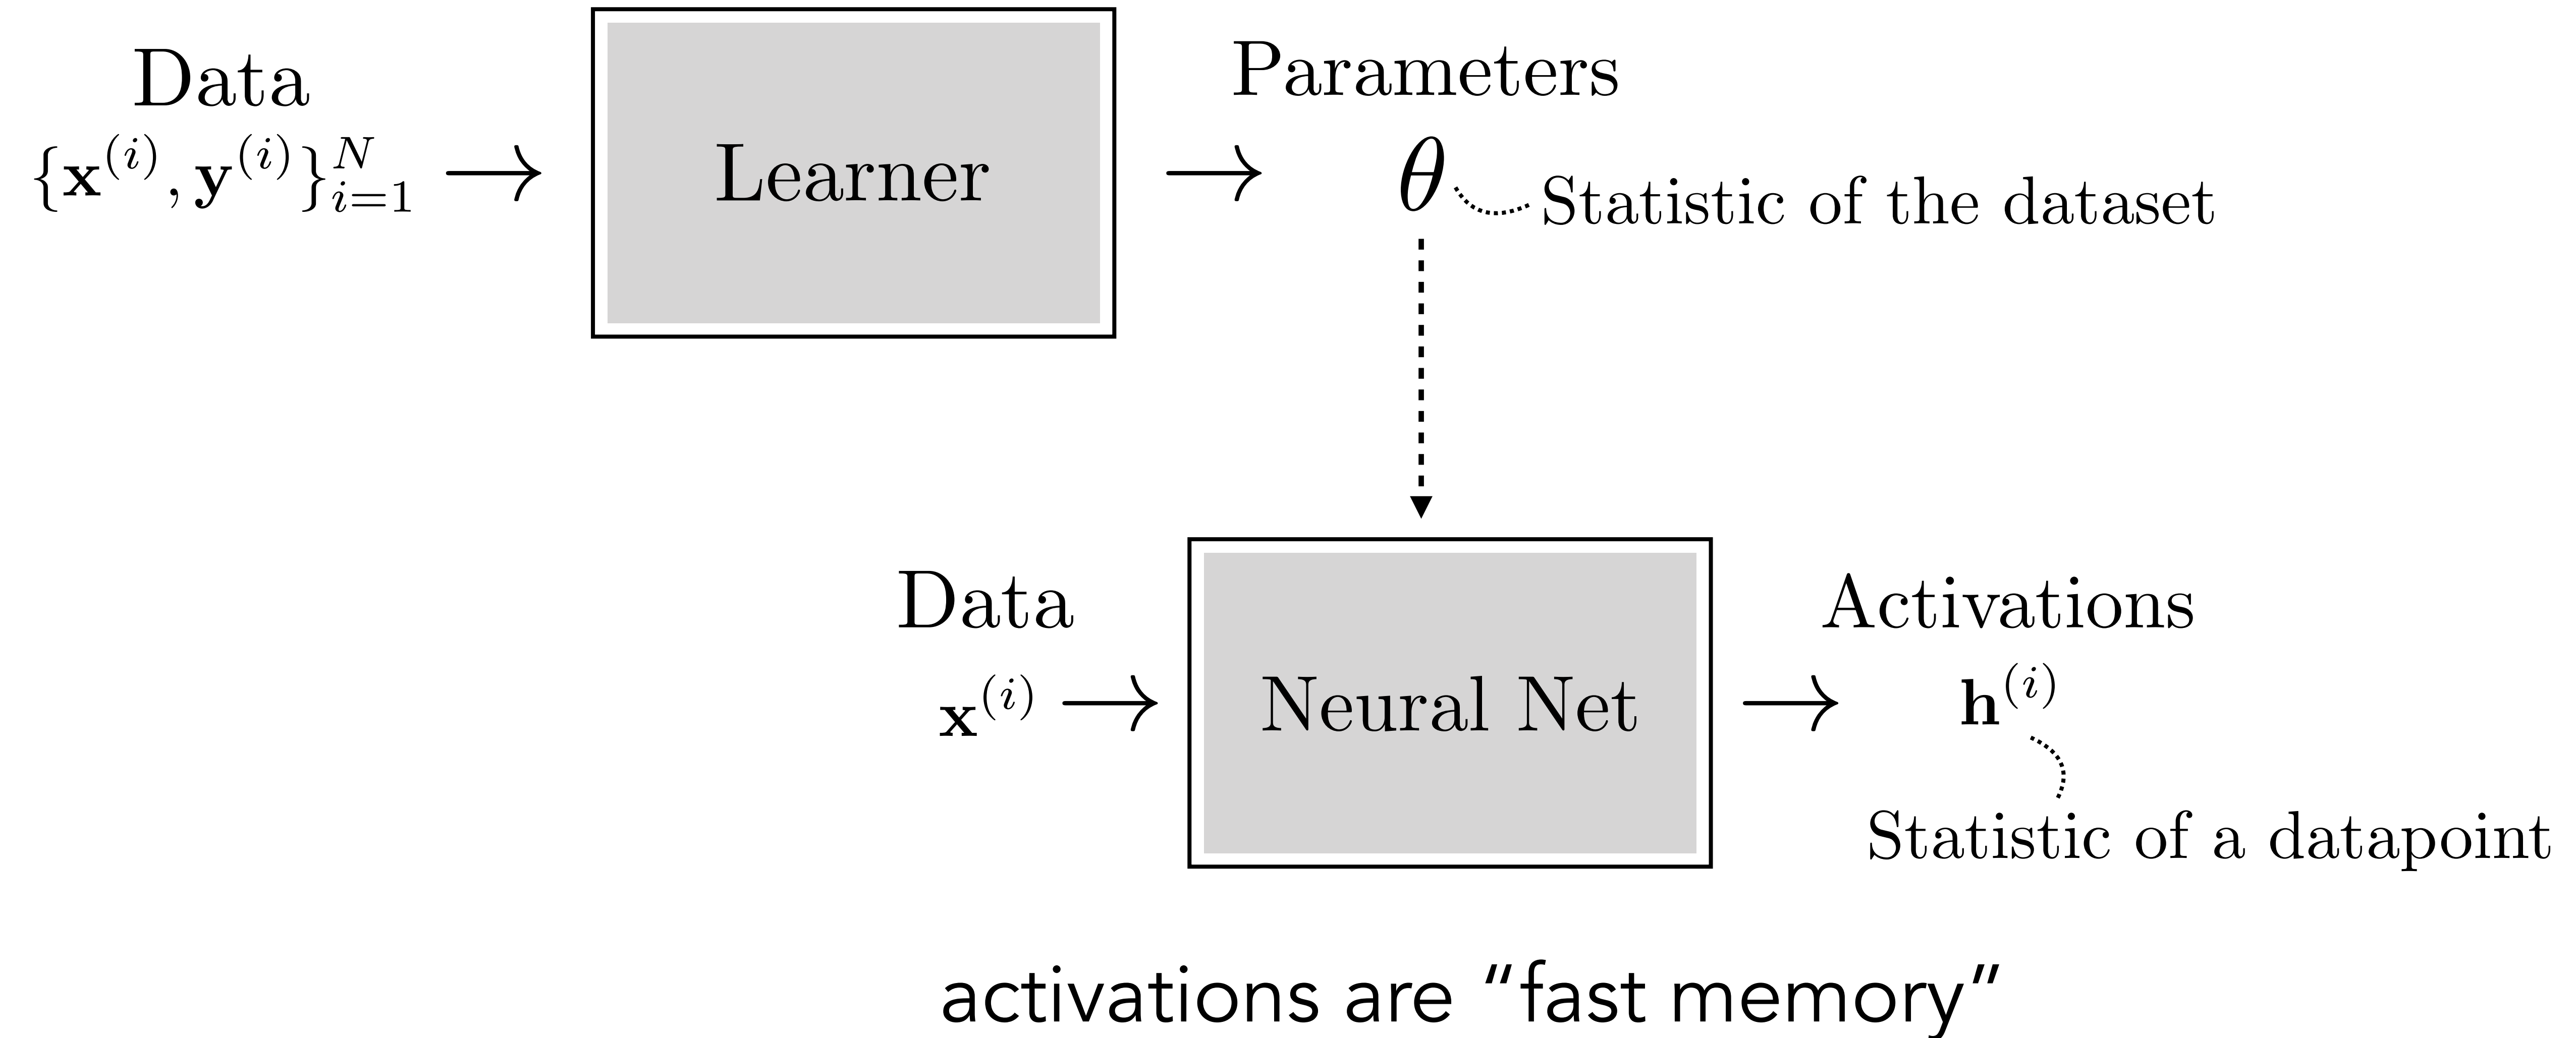 Data
{x^(i), y^(i)}_{i=1}^N
Learner
Parameters
θ
Statistic of the dataset
Data
x^(i)
Neural Net
Activations
h^(i)
Statistic of a datapoint
activations are “fast memory”